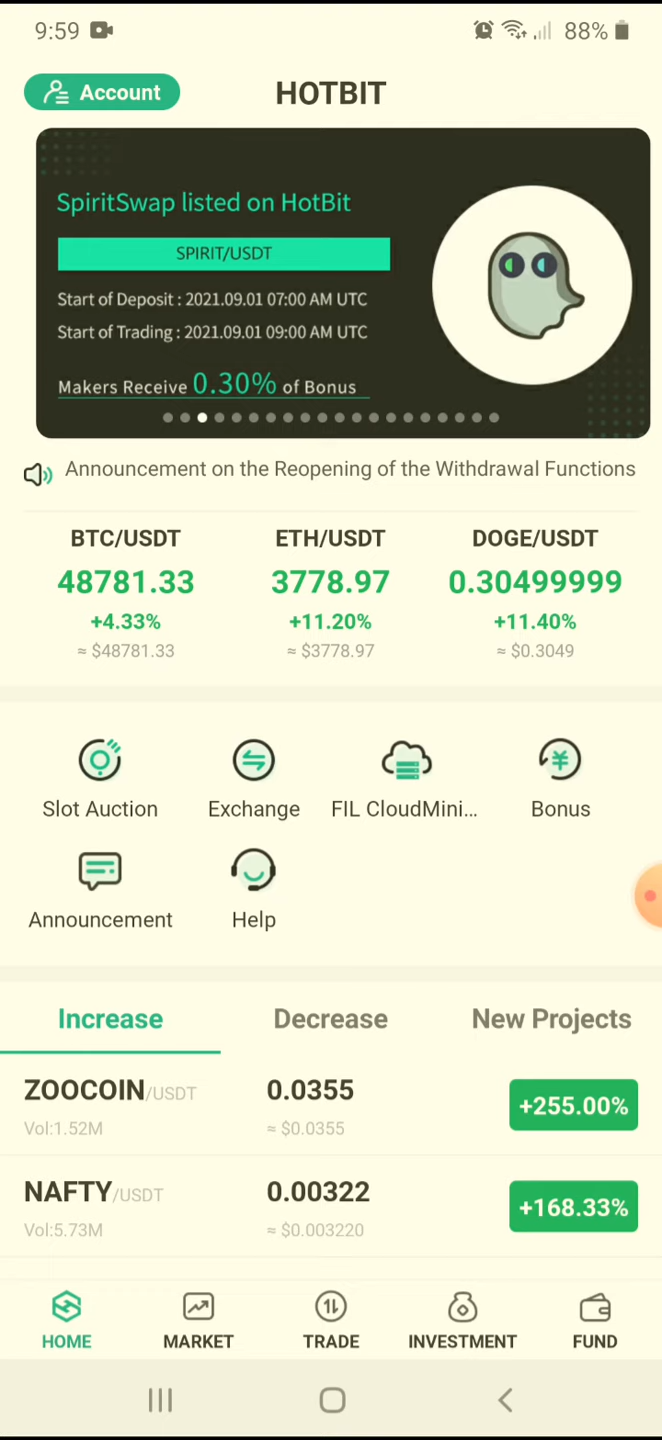 9:59 88%
Account HOTBIT
SpiritSwap listed on HotBit
SPIRIT/USDT
Start of Deposit : 2021.09.01 07:00 AM UTC
Start of Trading : 2021.09.01 09:00 AM UTC
Makers Receive 0.30% of Bonus
Announcement on the Reopening of the Withdrawal Functions
BTC/USDT ETH/USDT DOGE/USDT
48781.33 3778.97 0.30499999
+4.33% +11.20% +11.40%
≈ $48781.33 ≈ $3778.97 ≈ $0.3049
Slot Auction Exchange FIL CloudMini... Bonus
Announcement Help
Increase Decrease New Projects
ZOOCOIN/USDT 0.0355 +255.00%
Vol:1.52M ≈ $0.0355
NAFTY/USDT 0.00322 +168.33%
Vol:5.73M ≈ $0.003220
HOME MARKET TRADE INVESTMENT FUND